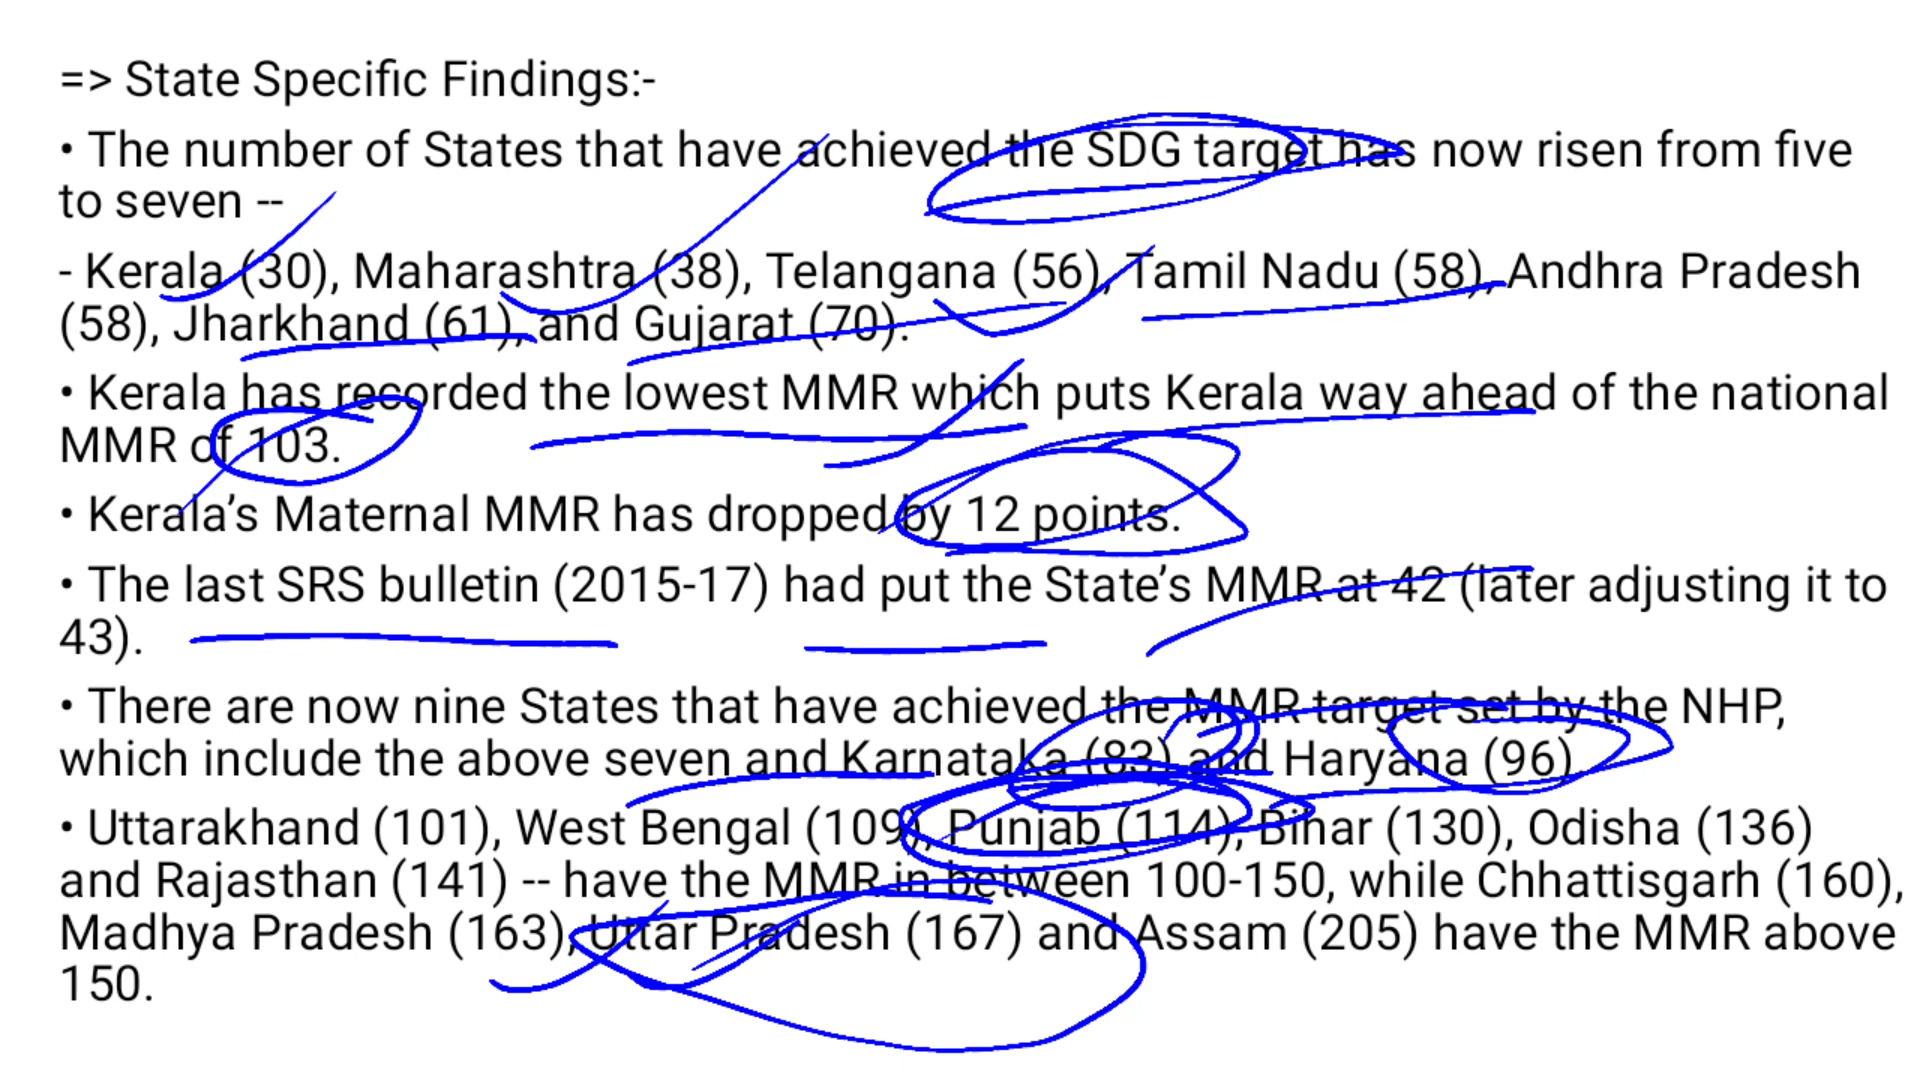 => State Specific Findings:-
• The number of States that have achieved the SDG target has now risen from five
to seven --
- Kerala (30), Maharashtra (38), Telangana (56), Tamil Nadu (58), Andhra Pradesh
(58), Jharkhand (61), and Gujarat (70).
• Kerala has recorded the lowest MMR which puts Kerala way ahead of the national
MMR of 103.
• Kerala’s Maternal MMR has dropped by 12 points.
• The last SRS bulletin (2015-17) had put the State’s MMR at 42 (later adjusting it to
43).
• There are now nine States that have achieved the MMR target set by the NHP,
which include the above seven and Karnataka (83) and Haryana (96)
• Uttarakhand (101), West Bengal (109), Punjab (114), Bihar (130), Odisha (136)
and Rajasthan (141) -- have the MMR in between 100-150, while Chhattisgarh (160),
Madhya Pradesh (163), Uttar Pradesh (167) and Assam (205) have the MMR above
150.